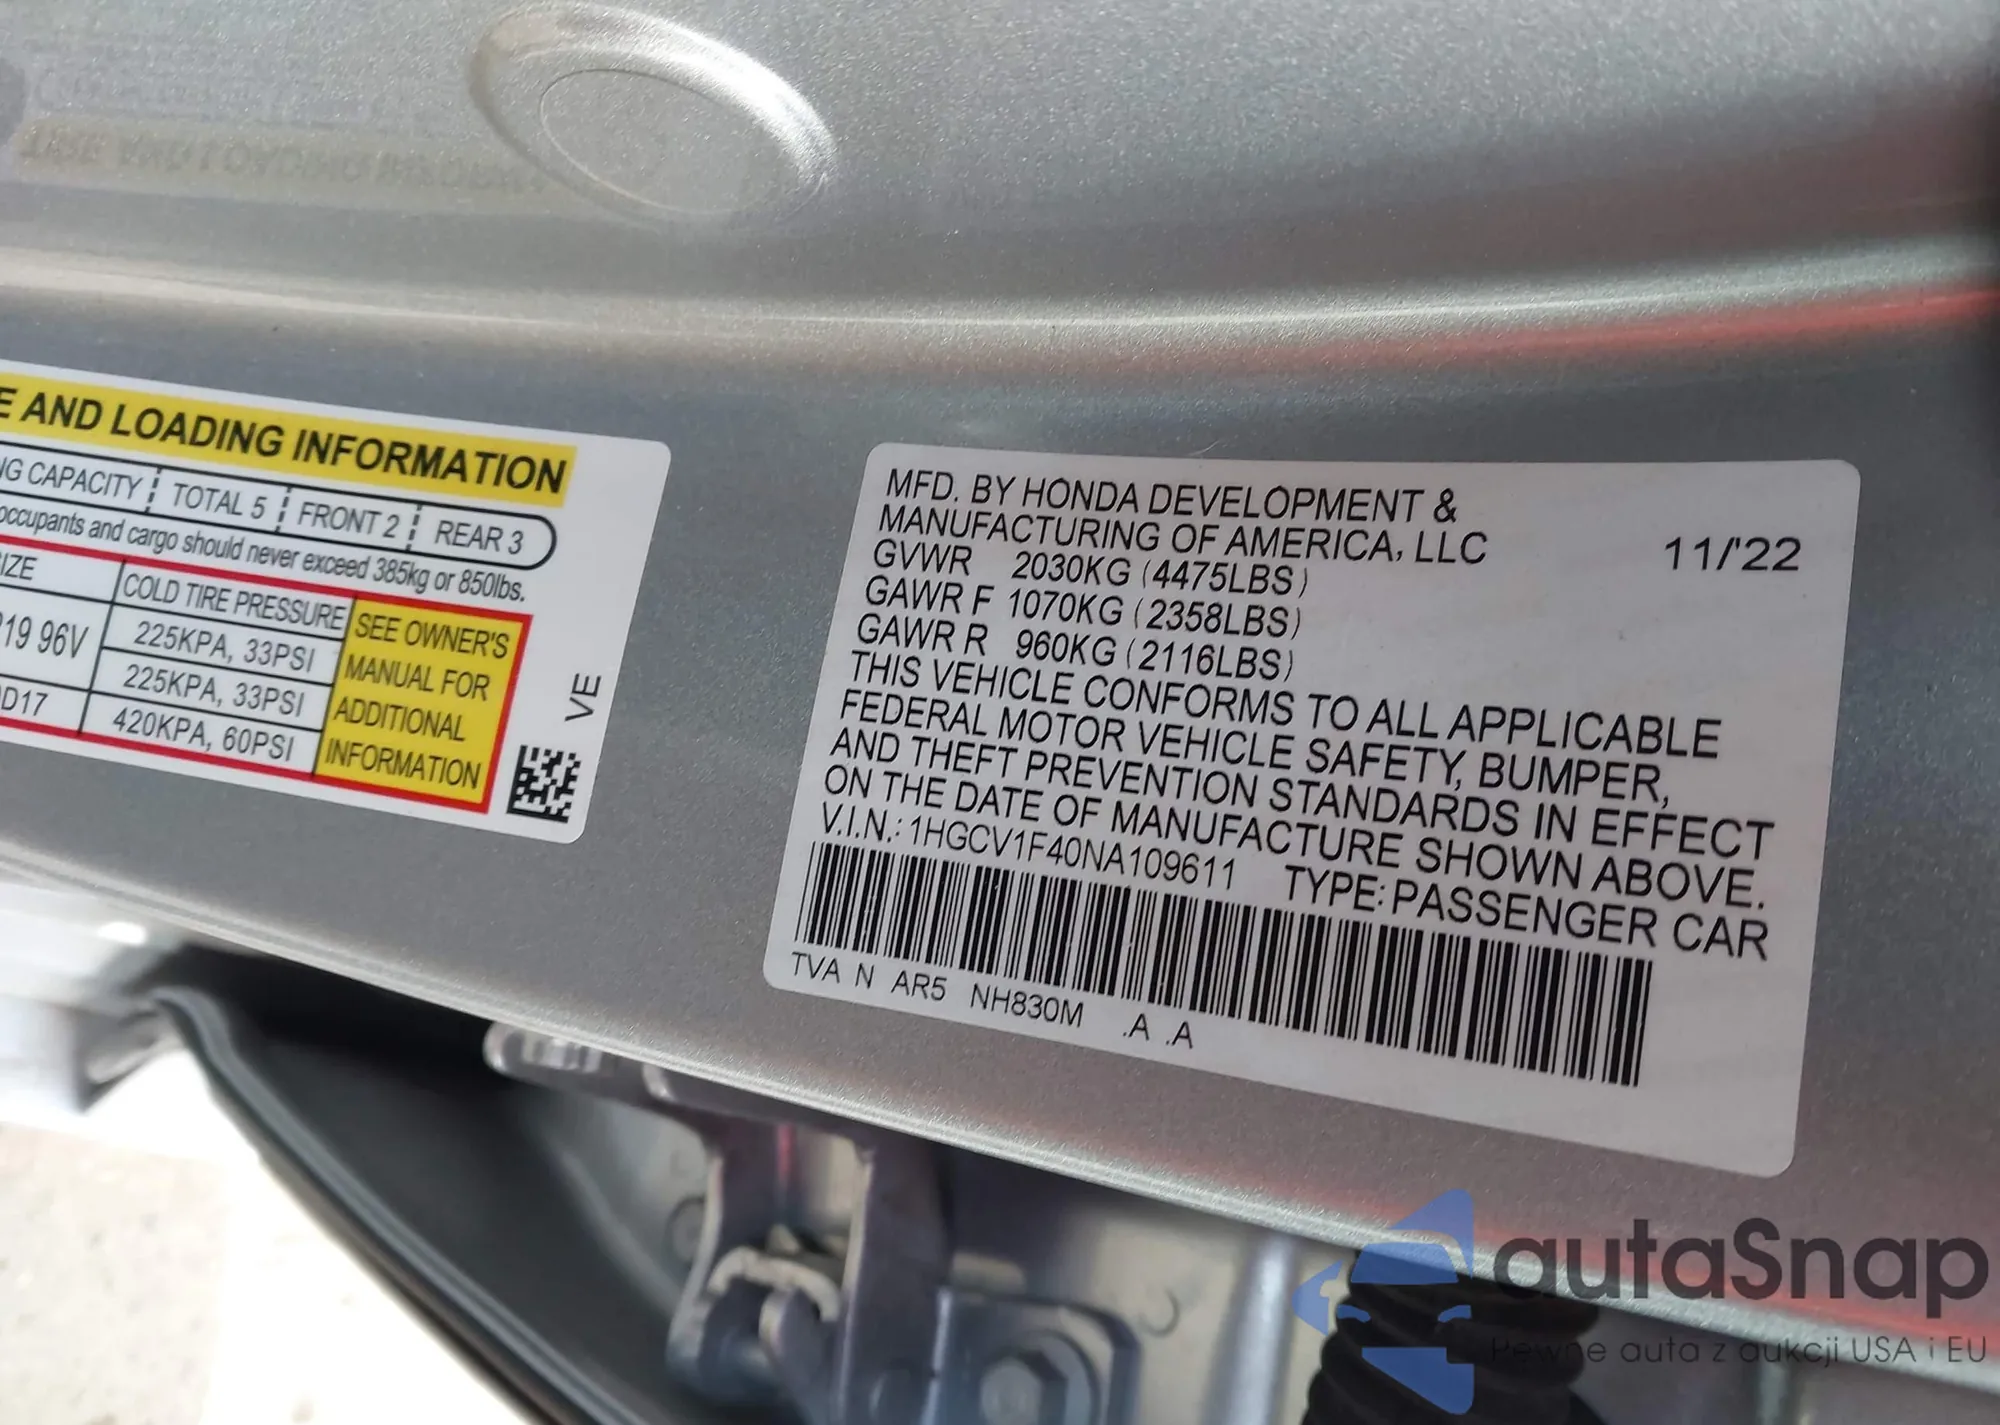 E AND LOADING INFORMATION
NG CAPACITY TOTAL 5 FRONT 2 REAR 3
occupants and cargo should never exceed 385kg or 850lbs.
IZE COLD TIRE PRESSURE
19 96V 225KPA, 33PSI
225KPA, 33PSI
D17 420KPA, 60PSI
SEE OWNER'S
MANUAL FOR
ADDITIONAL
INFORMATION
VE
MFD. BY HONDA DEVELOPMENT &
MANUFACTURING OF AMERICA, LLC 11/'22
GVWR 2030KG (4475LBS)
GAWR F 1070KG (2358LBS)
GAWR R 960KG (2116LBS)
THIS VEHICLE CONFORMS TO ALL APPLICABLE
FEDERAL MOTOR VEHICLE SAFETY, BUMPER,
AND THEFT PREVENTION STANDARDS IN EFFECT
ON THE DATE OF MANUFACTURE SHOWN ABOVE.
V.I.N.: 1HGCV1F40NA109611 TYPE: PASSENGER CAR
TVA N AR5 NH830M .A .A
autaSnap
Pewne auta z aukcji USA i EU